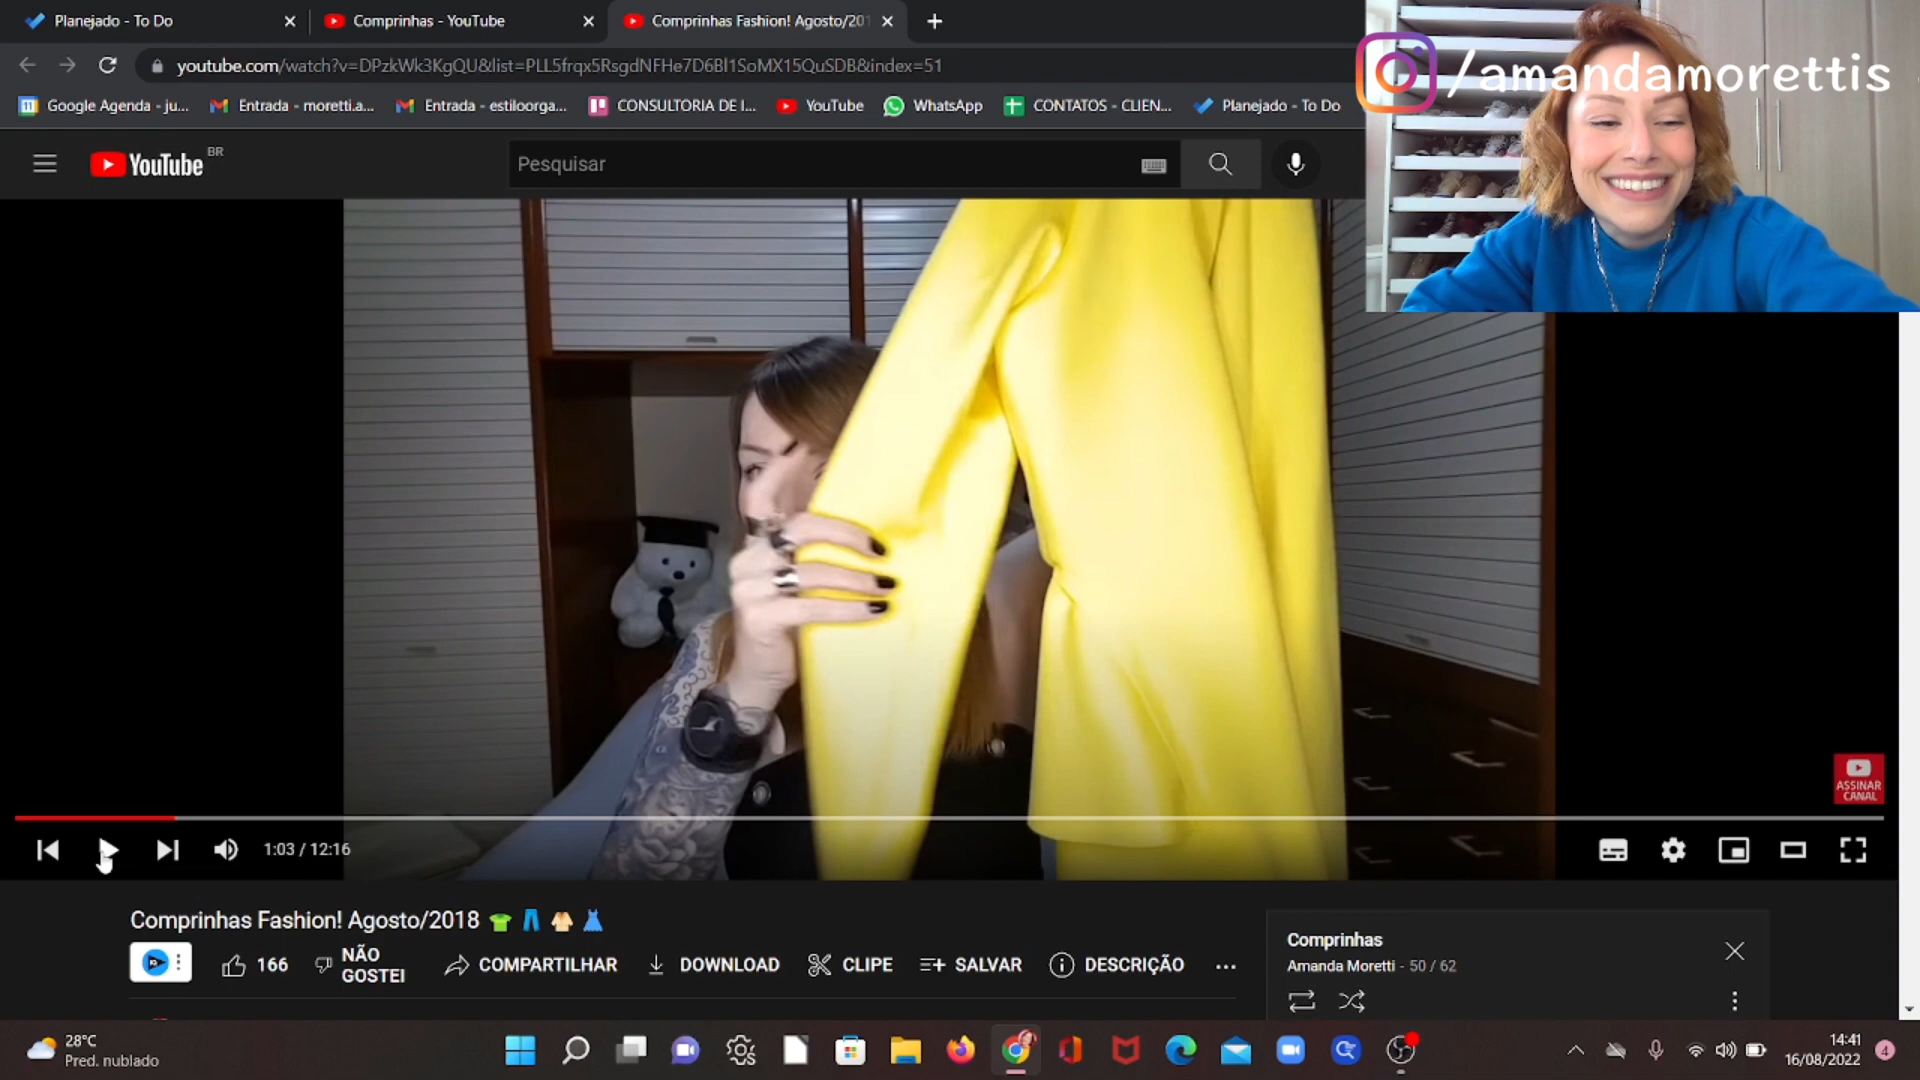 Planejado - To Do
Comprinhas - YouTube
Comprinhas Fashion! Agosto/201
youtube.com/watch?v=DPzkWk3KgQU&list=PLL5frqx5RsgdNFHe7D6Bl1SoMX15QuSDB&index=51
/amandamorettis
Google Agenda - ju...
Entrada - moretti.a...
Entrada - estiloorga...
CONSULTORIA DE I...
YouTube
WhatsApp
CONTATOS - CLIEN...
Planejado - To Do
YouTube BR
Pesquisar
ASSINAR
CANAL
1:03 / 12:16
Comprinhas Fashion! Agosto/2018
166
NÃO
GOSTEI
COMPARTILHAR
DOWNLOAD
CLIPE
SALVAR
DESCRIÇÃO
Comprinhas
Amanda Moretti - 50 / 62
28°C
Pred. nublado
14:41
16/08/2022
4